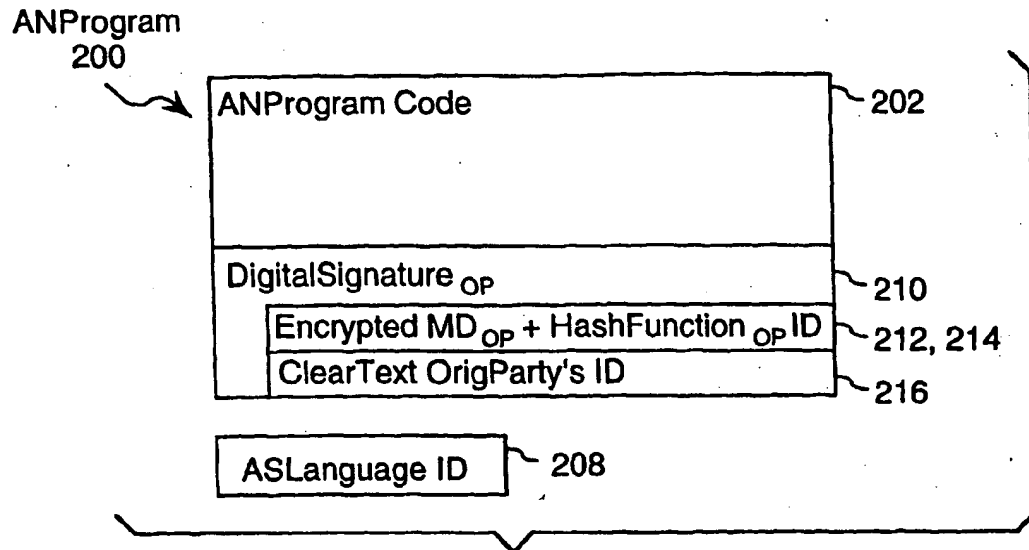 ANProgram
200
ANProgram Code
202
DigitalSignature OP
210
Encrypted MD OP + HashFunction OP ID
212, 214
ClearText OrigParty's ID
216
ASLanguage ID
208